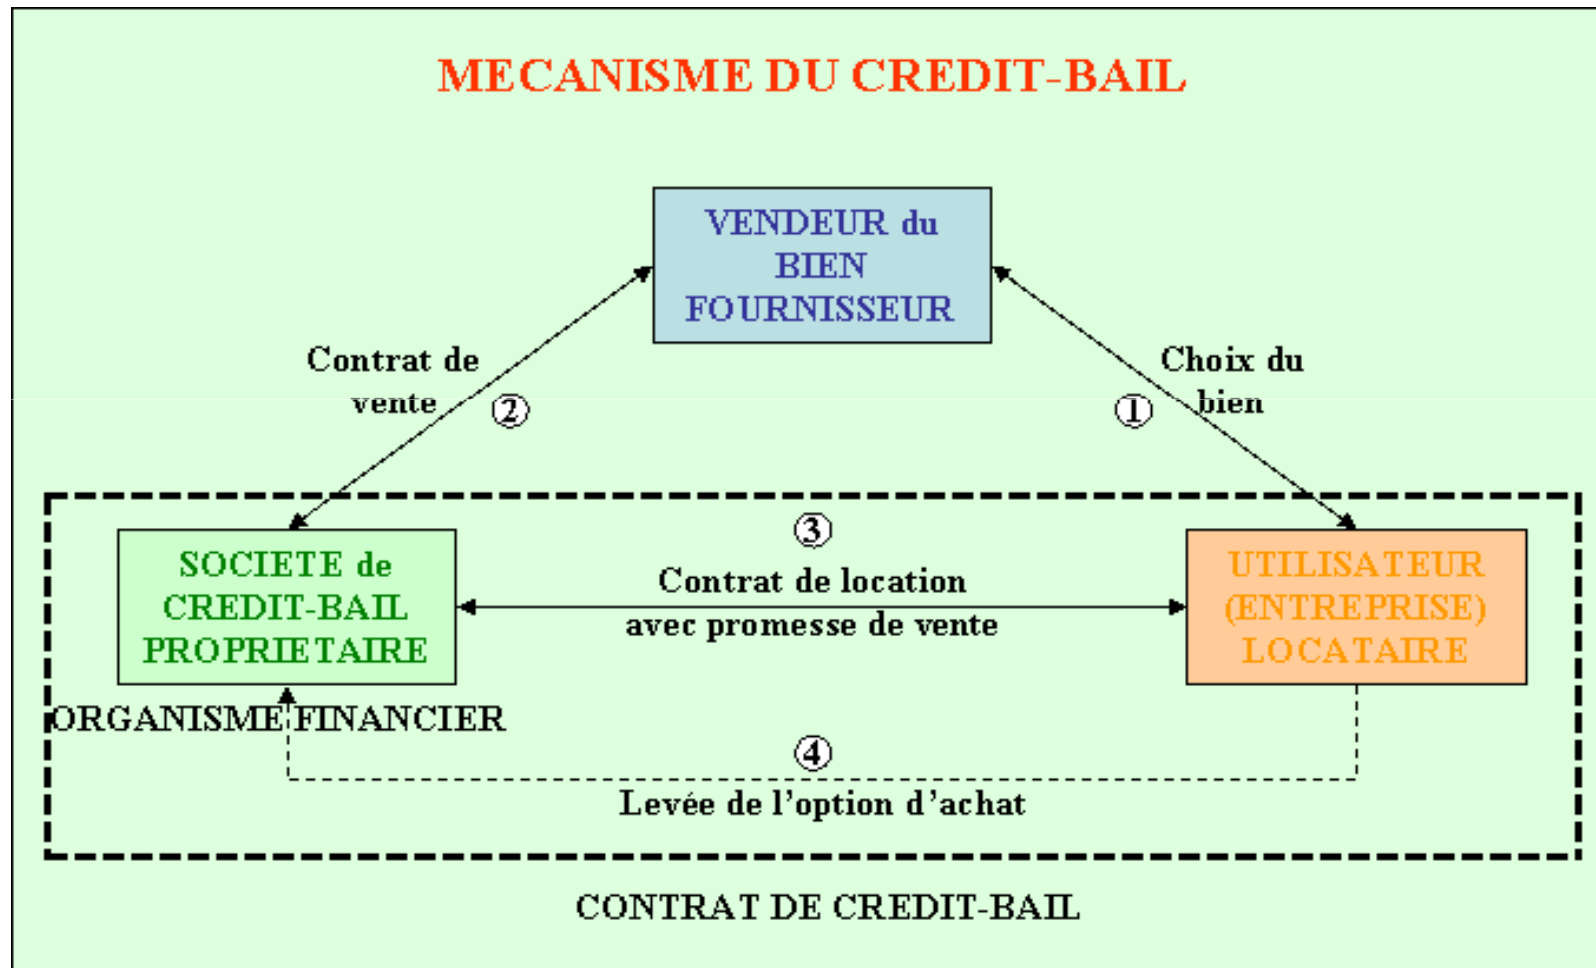 MECANISME DU CREDIT-BAIL
VENDEUR du
BIEN
FOURNISSEUR
Contrat de
vente
②
Choix du
bien
①
SOCIETE de
CREDIT-BAIL
PROPRIETAIRE
ORGANISME FINANCIER
③
Contrat de location
avec promesse de vente
UTILISATEUR
(ENTREPRISE)
LOCATAIRE
④
Levée de l’option d’achat
CONTRAT DE CREDIT-BAIL